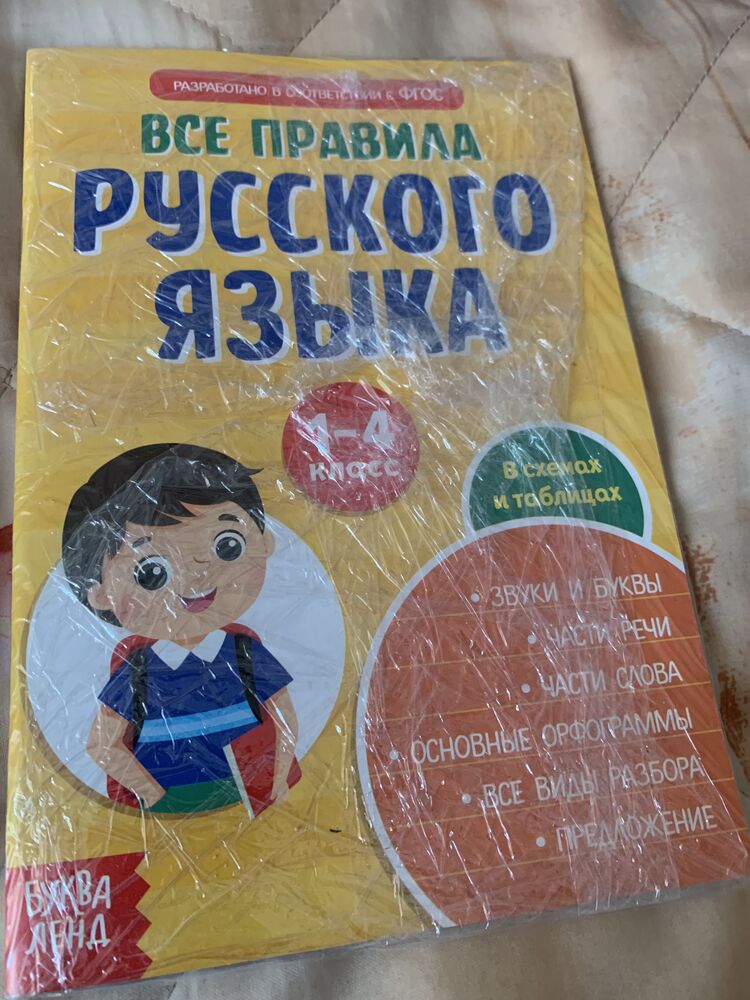 РАЗРАБОТАНО В СООТВЕТСТВИИ С ФГОС
ВСЕ ПРАВИЛА
РУССКОГО
ЯЗЫКА
1-4
класс
В схемах
и таблицах
• ЗВУКИ И БУКВЫ
• ЧАСТИ РЕЧИ
• ЧАСТИ СЛОВА
• ОСНОВНЫЕ ОРФОГРАММЫ
• ВСЕ ВИДЫ РАЗБОРА
• ПРЕДЛОЖЕНИЕ
БУКВА
ЛЕНД